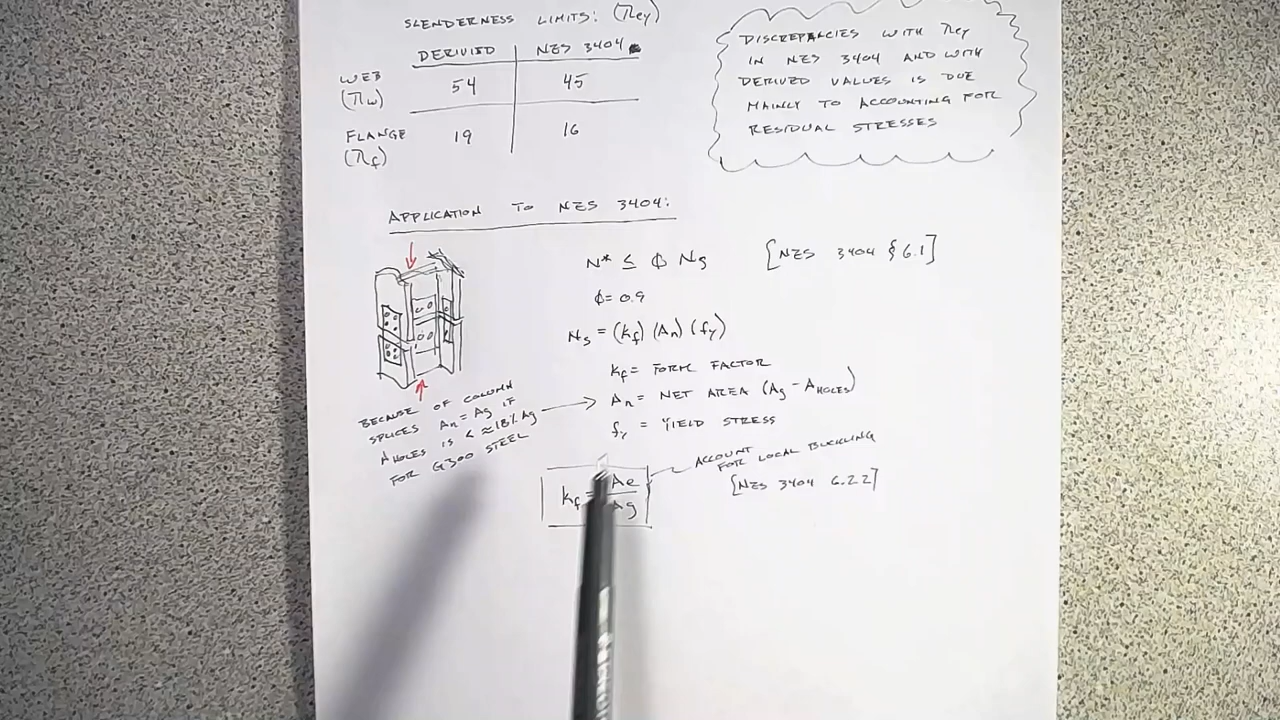 SLENDERNESS LIMITS: (λey)
DERIVED NZS 3404
WEB (λw) 54 45
FLANGE (λf) 19 16
DISCREPANCIES WITH λey
IN NZS 3404 AND WITH
DERIVED VALUES IS DUE
MAINLY TO ACCOUNTING FOR
RESIDUAL STRESSES
APPLICATION TO NZS 3404:
N* ≤ ϕ Ns [NZS 3404 § 6.1]
ϕ = 0.9
Ns = (kf) (An) (fy)
kf = FORM FACTOR
An = NET AREA (Ag - AHOLES)
fy = YIELD STRESS
BECAUSE OF COLUMN
SPLICES An = Ag IF
AHOLES IS < ≈ 18% Ag
FOR G300 STEEL
kf = Ae / Ag
ACCOUNT
FOR LOCAL BUCKLING
[NZS 3404 6.2.2]